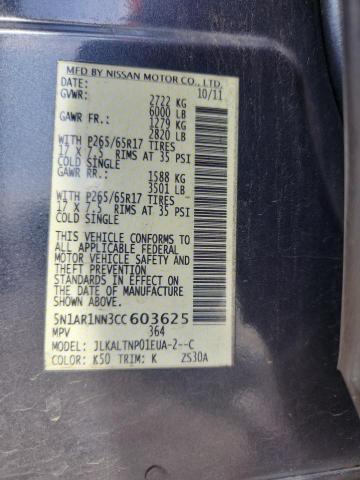 MFD BY NISSAN MOTOR CO., LTD.
DATE: 10/11
GVWR: 2722 KG
6000 LB
GAWR FR.: 1279 KG
2820 LB
WITH P265/65R17 TIRES
17 X 7.5 RIMS AT 35 PSI
COLD SINGLE
GAWR RR.: 1588 KG
3501 LB
WITH P265/65R17 TIRES
17 X 7.5 RIMS AT 35 PSI
COLD SINGLE
THIS VEHICLE CONFORMS TO
ALL APPLICABLE FEDERAL
MOTOR VEHICLE SAFETY
STANDARDS IN EFFECT ON
THE DATE OF MANUFACTURE
SHOWN ABOVE.
5N1AR1NN3CC603625
MPV 364
MODEL: JLKALTNP01EUA-2--C
COLOR: K50 TRIM: K ZS30A